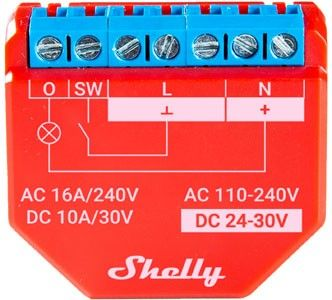 O SW L N
⊥ +
AC 16A/240V AC 110-240V
DC 10A/30V DC 24-30V
Shelly